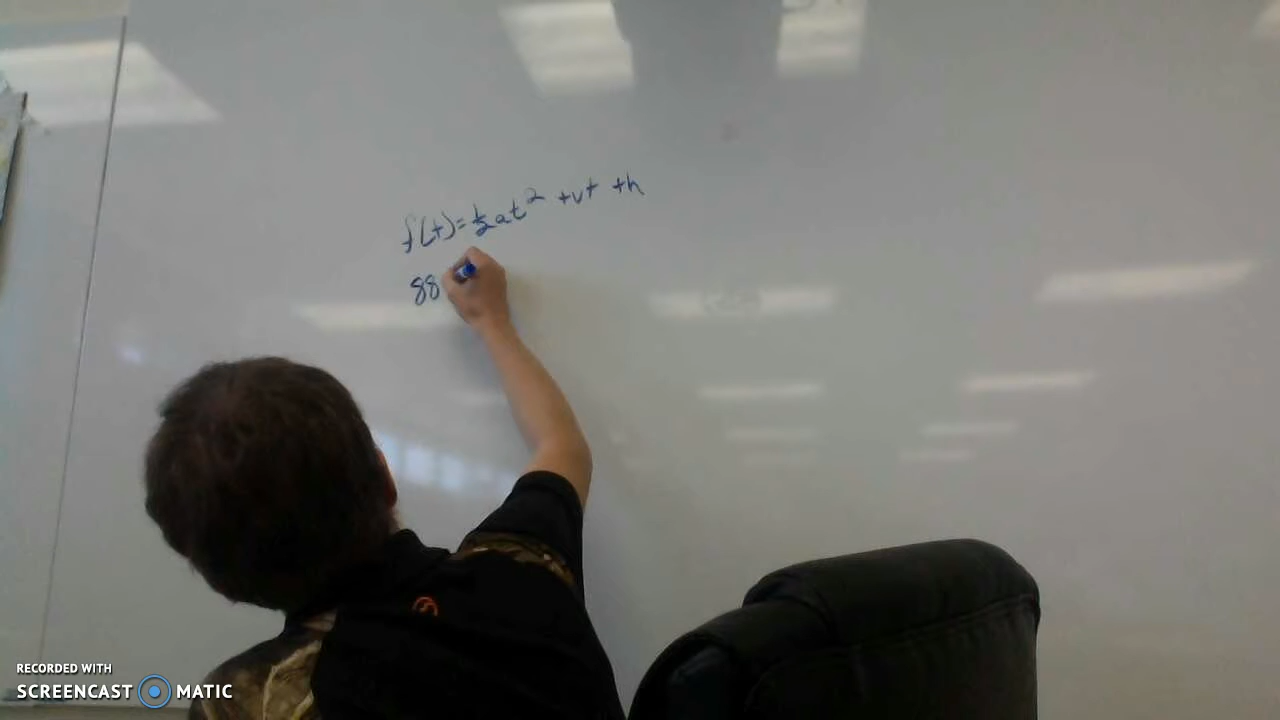 f(t)=½at² +vt +h
88
RECORDED WITH
SCREENCAST MATIC